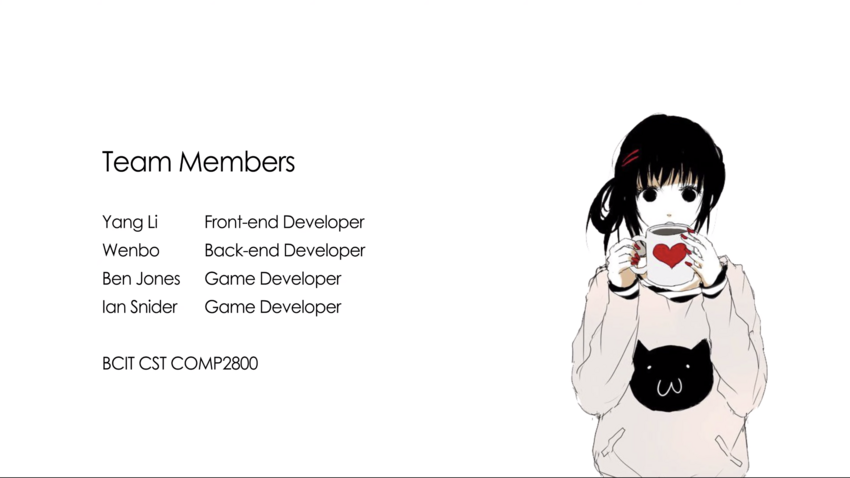 Team Members
Yang Li Front-end Developer
Wenbo Back-end Developer
Ben Jones Game Developer
Ian Snider Game Developer
BCIT CST COMP2800